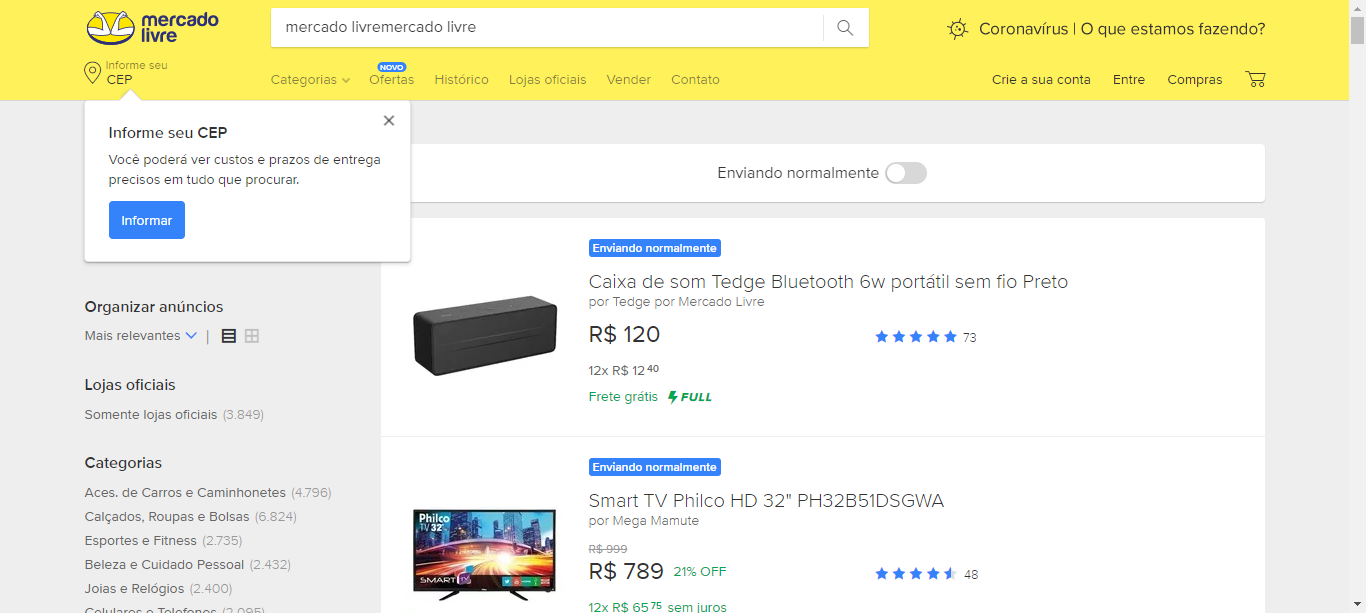 mercado
livre
mercado livremercado livre
Coronavírus | O que estamos fazendo?
Informe seu
CEP
Categorias
NOVO
Ofertas
Histórico
Lojas oficiais
Vender
Contato
Crie a sua conta
Entre
Compras
Informe seu CEP
Você poderá ver custos e prazos de entrega
precisos em tudo que procurar.
Informar
Enviando normalmente
Organizar anúncios
Mais relevantes
Lojas oficiais
Somente lojas oficiais (3.849)
Categorias
Aces. de Carros e Caminhonetes (4.796)
Calçados, Roupas e Bolsas (6.824)
Esportes e Fitness (2.735)
Beleza e Cuidado Pessoal (2.432)
Joias e Relógios (2.400)
Celulares e Telefones (2.095)
Enviando normalmente
Caixa de som Tedge Bluetooth 6w portátil sem fio Preto
por Tedge por Mercado Livre
R$ 120
73
12x R$ 12 40
Frete grátis FULL
Enviando normalmente
Smart TV Philco HD 32" PH32B51DSGWA
por Mega Mamute
R$ 999
R$ 789 21% OFF
48
12x R$ 65 75 sem juros
Philco
TV 32"
SMART